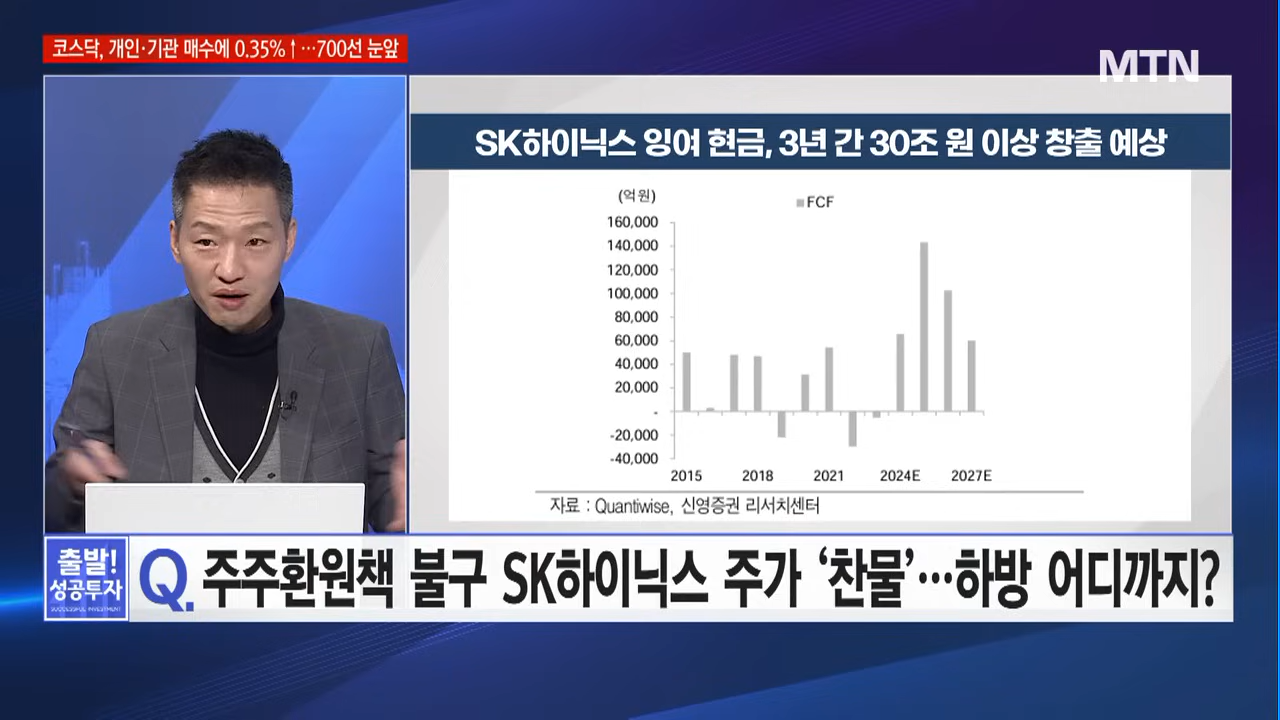 코스닥, 개인·기관 매수에 0.35%↑…700선 눈앞
MTN
SK하이닉스 잉여 현금, 3년 간 30조 원 이상 창출 예상
(억원)
FCF
160,000
140,000
120,000
100,000
80,000
60,000
40,000
20,000
-
-20,000
-40,000
2015 2018 2021 2024E 2027E
자료 : Quantiwise, 신영증권 리서치센터
출발!
성공투자
SUCCESSFUL INVESTMENT
Q. 주주환원책 불구 SK하이닉스 주가 ‘찬물’…하방 어디까지?